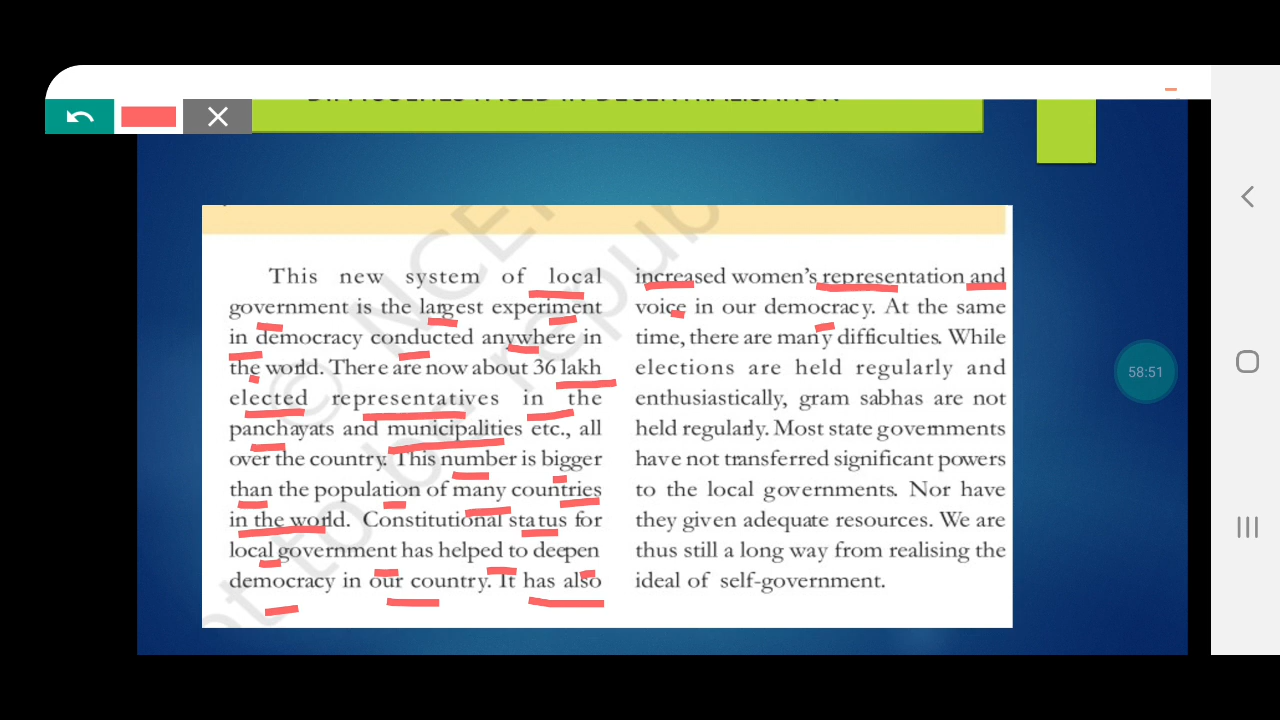 DIFFICULTIES FACED IN DECENTRALISATION
This new system of local
government is the largest experiment
in democracy conducted anywhere in
the world. There are now about 36 lakh
elected representatives in the
panchayats and municipalities etc., all
over the country. This number is bigger
than the population of many countries
in the world. Constitutional status for
local government has helped to deepen
democracy in our country. It has also
increased women's representation and
voice in our democracy. At the same
time, there are many difficulties. While
elections are held regularly and
enthusiastically, gram sabhas are not
held regularly. Most state governments
have not transferred significant powers
to the local governments. Nor have
they given adequate resources. We are
thus still a long way from realising the
ideal of self-government.
58:51